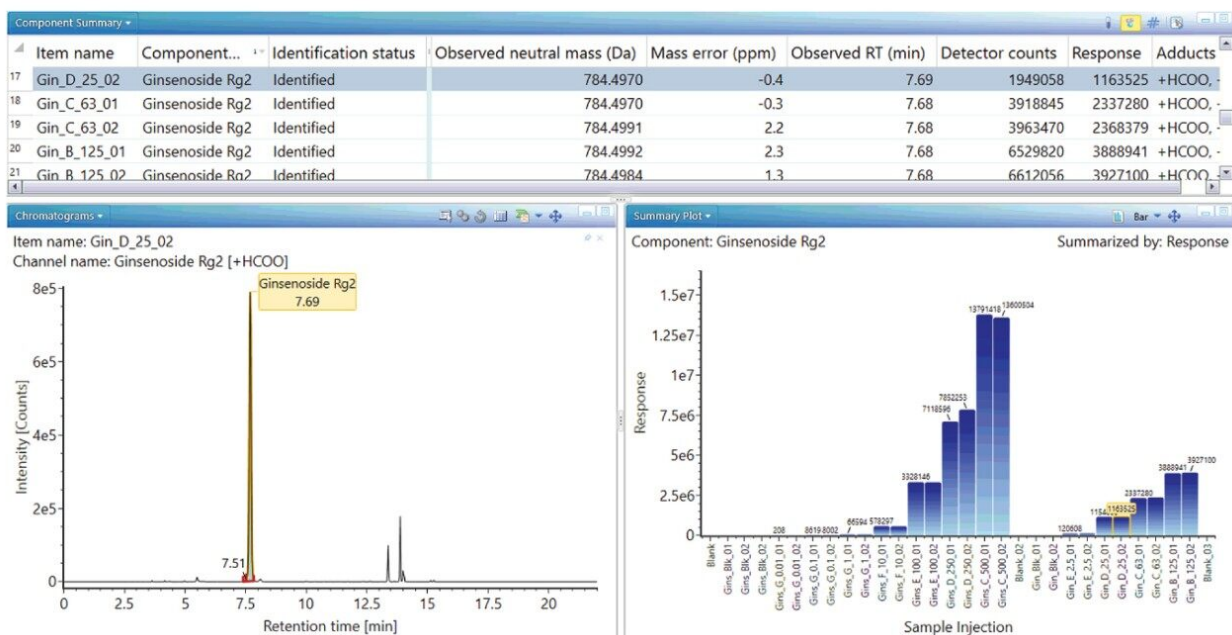 Component Summary
Item name Component... Identification status Observed neutral mass (Da) Mass error (ppm) Observed RT (min) Detector counts Response Adducts
17 Gin_D_25_02 Ginsenoside Rg2 Identified 784.4970 -0.4 7.69 1949058 1163525 +HCOO, -
18 Gin_C_63_01 Ginsenoside Rg2 Identified 784.4970 -0.3 7.68 3918845 2337280 +HCOO, -
19 Gin_C_63_02 Ginsenoside Rg2 Identified 784.4991 2.2 7.68 3963470 2368379 +HCOO, -
20 Gin_B_125_01 Ginsenoside Rg2 Identified 784.4992 2.3 7.68 6529820 3888941 +HCOO, -
21 Gin_B_125_02 Ginsenoside Rg2 Identified 784.4984 1.3 7.68 6612056 3927100 +HCOO, -
Chromatograms
Item name: Gin_D_25_02
Channel name: Ginsenoside Rg2 [+HCOO]
Ginsenoside Rg2
7.69
8e5
6e5
4e5
2e5
0
7.51
Intensity [Counts]
0 2.5 5 7.5 10 12.5 15 17.5 20
Retention time [min]
Summary Plot
Bar
Component: Ginsenoside Rg2 Summarized by: Response
1.5e7
1.25e7
1e7
7.5e6
5e6
2.5e6
0
Response
208
8619
8002
66594
578297
3328146
7118596
7852253
13791418
13600504
120608
1163525
2337280
3888941
3927100
Blank
Gins_Blk_01
Gins_Blk_02
Gins_G_0.01_01
Gins_G_0.01_02
Gins_G_0.1_01
Gins_G_0.1_02
Gins_G_1_01
Gins_G_1_02
Gins_F_10_01
Gins_F_10_02
Gins_E_100_01
Gins_E_100_02
Gins_D_250_01
Gins_D_250_02
Gins_C_500_01
Gins_C_500_02
Blank_02
Gin_Blk_01
Gin_Blk_02
Gin_E_2.5_01
Gin_E_2.5_02
Gin_D_25_01
Gin_D_25_02
Gin_C_63_01
Gin_C_63_02
Gin_B_125_01
Gin_B_125_02
Blank_03
Sample Injection